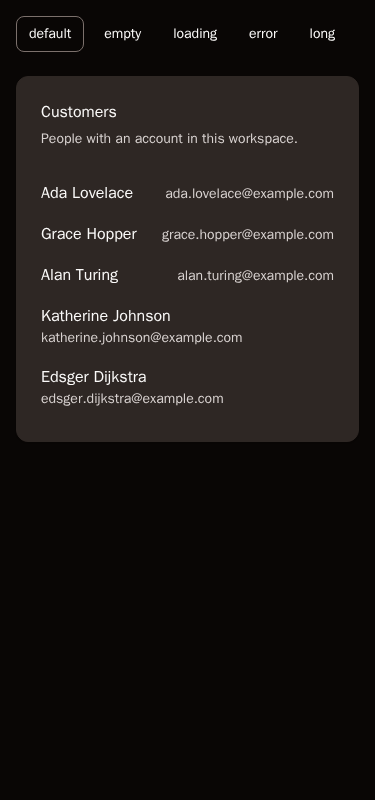 default empty loading error long
Customers
People with an account in this workspace.
Ada Lovelace ada.lovelace@example.com
Grace Hopper grace.hopper@example.com
Alan Turing alan.turing@example.com
Katherine Johnson
katherine.johnson@example.com
Edsger Dijkstra
edsger.dijkstra@example.com